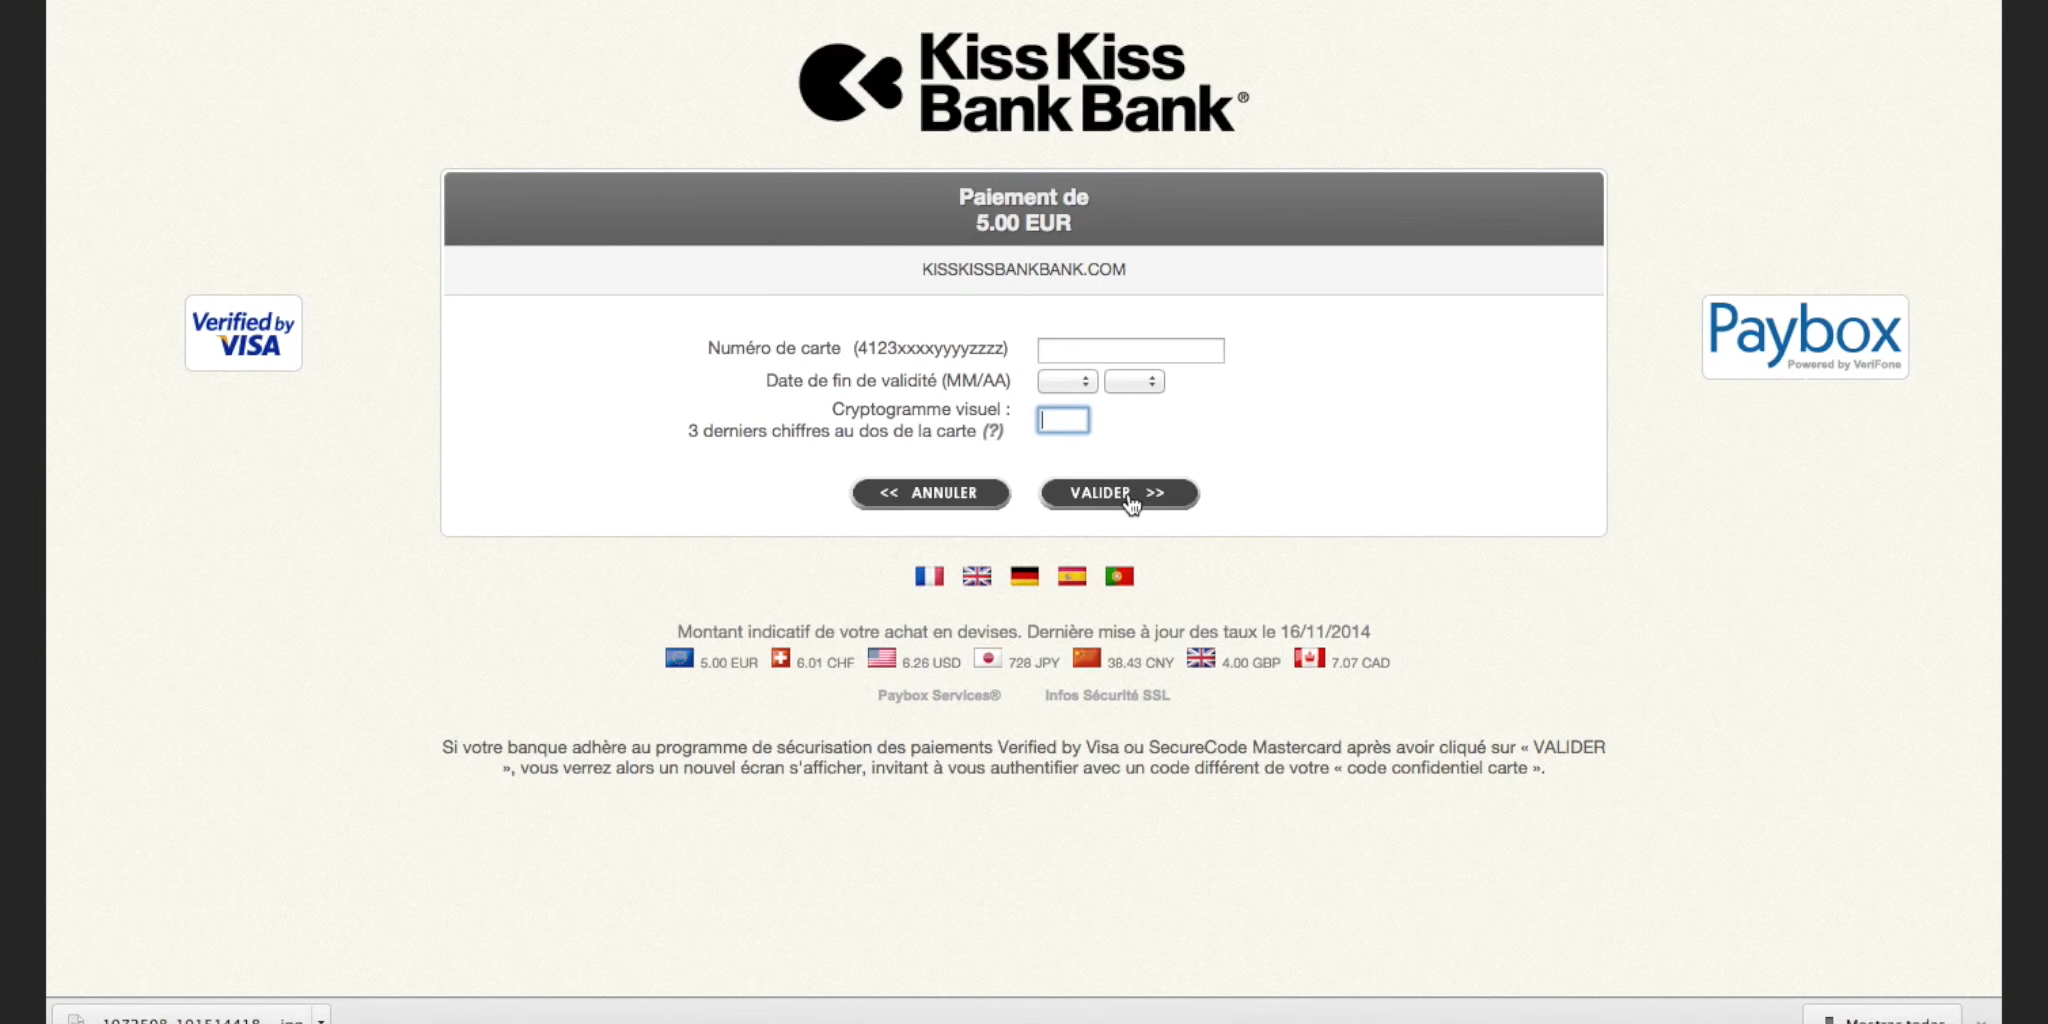 Kiss Kiss
Bank Bank®
Paiement de
5.00 EUR
KISSKISSBANKBANK.COM
Verified by
VISA
Paybox
Powered by VeriFone
Numéro de carte (4123xxxxyyyyzzzz)
Date de fin de validité (MM/AA)
Cryptogramme visuel :
3 derniers chiffres au dos de la carte (?)
<< ANNULER
VALIDER >>
Montant indicatif de votre achat en devises. Dernière mise à jour des taux le 16/11/2014
5.00 EUR 6.01 CHF 6.26 USD 728 JPY 38.43 CNY 4.00 GBP 7.07 CAD
Paybox Services® Infos Sécurité SSL
Si votre banque adhère au programme de sécurisation des paiements Verified by Visa ou SecureCode Mastercard après avoir cliqué sur « VALIDER
», vous verrez alors un nouvel écran s'afficher, invitant à vous authentifier avec un code différent de votre « code confidentiel carte ».
Mostrar todas